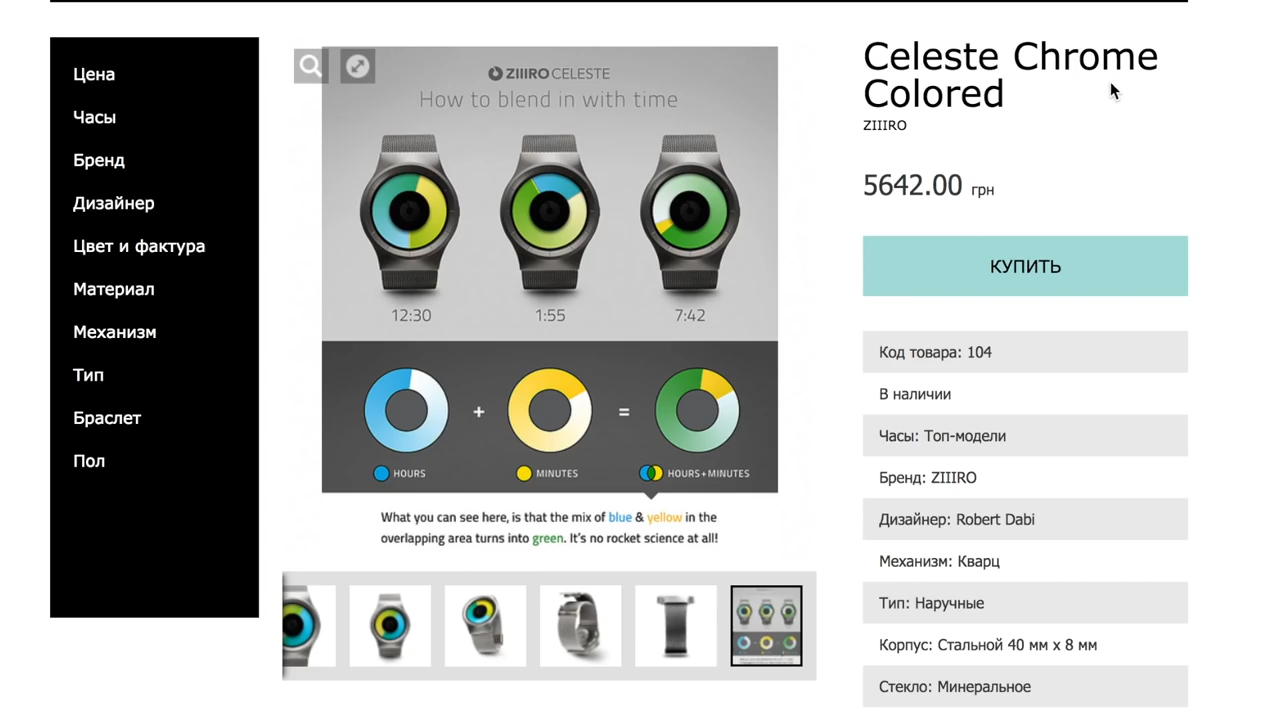 Цена
Часы
Бренд
Дизайнер
Цвет и фактура
Материал
Механизм
Тип
Браслет
Пол
ZIIIRO CELESTE
How to blend in with time
12:30
1:55
7:42
+
=
HOURS
MINUTES
HOURS + MINUTES
What you can see here, is that the mix of blue & yellow in the
overlapping area turns into green. It's no rocket science at all!
Celeste Chrome
Colored
ZIIIRO
5642.00 грн
КУПИТЬ
Код товара: 104
В наличии
Часы: Топ-модели
Бренд: ZIIIRO
Дизайнер: Robert Dabi
Механизм: Кварц
Тип: Наручные
Корпус: Стальной 40 мм x 8 мм
Стекло: Минеральное